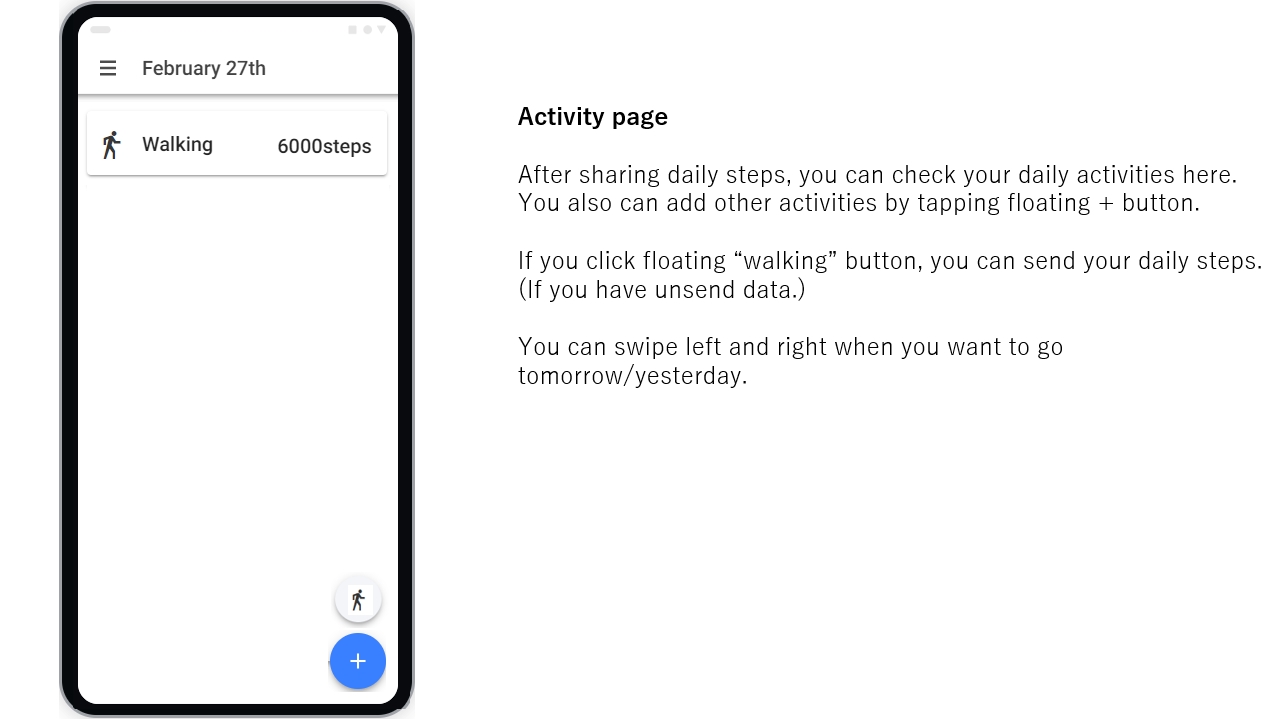 February 27th
Walking 6000steps
Activity page
After sharing daily steps, you can check your daily activities here.
You also can add other activities by tapping floating + button.
If you click floating “walking” button, you can send your daily steps.
(If you have unsend data.)
You can swipe left and right when you want to go
tomorrow/yesterday.